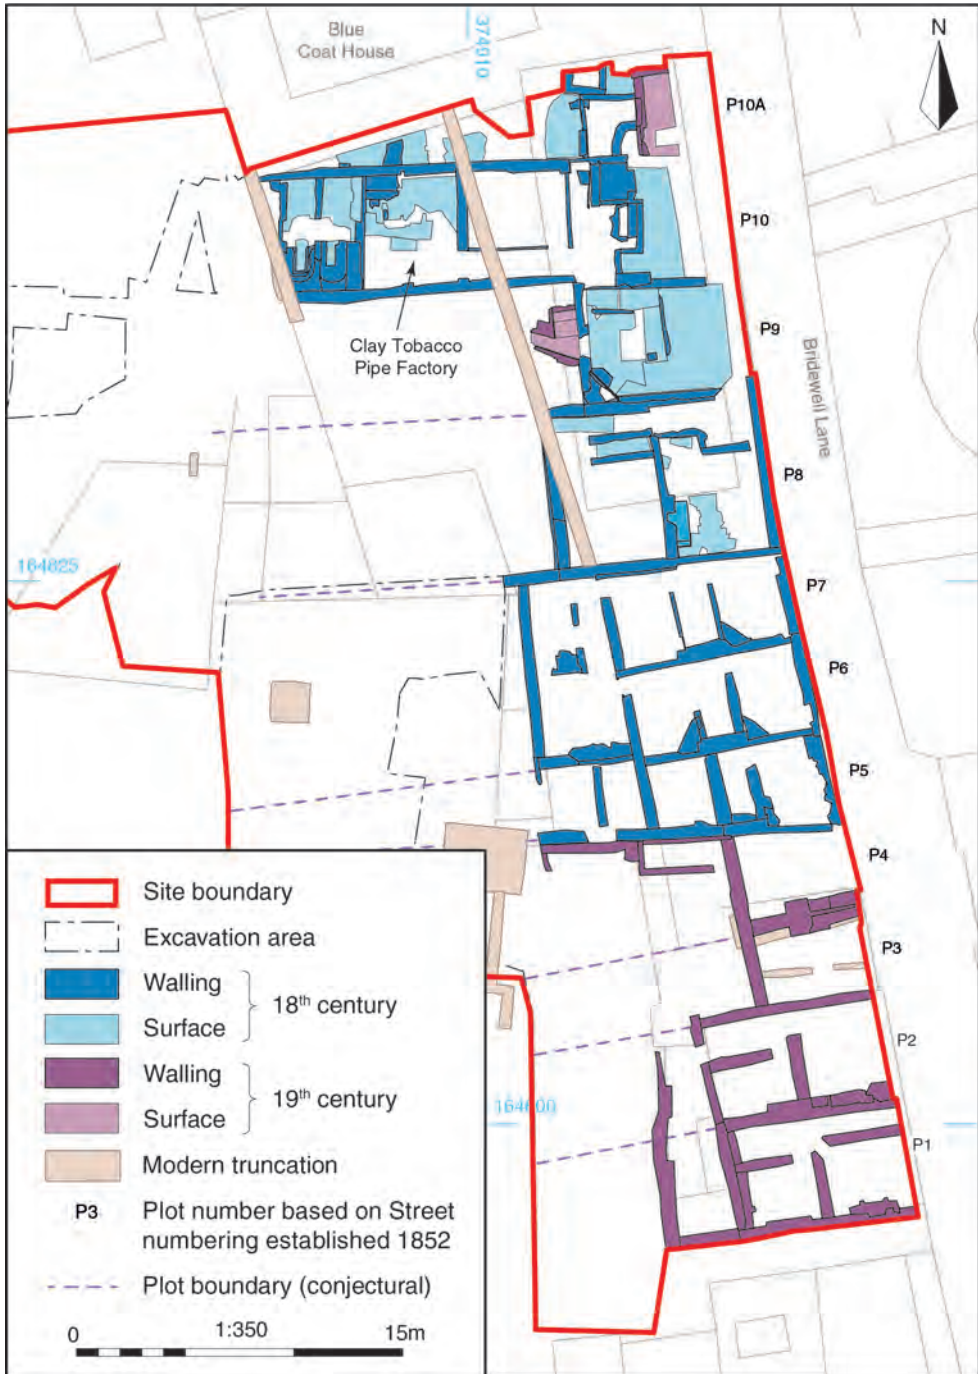 Blue
Coat House
374910
N
P10A
P10
P9
Clay Tobacco
Pipe Factory
Bridewell Lane
P8
164825
P7
P6
P5
P4
P3
P2
164800
P1
Site boundary
Excavation area
Walling
Surface
18th century
Walling
Surface
19th century
Modern truncation
P3 Plot number based on Street
numbering established 1852
Plot boundary (conjectural)
0 1:350 15m